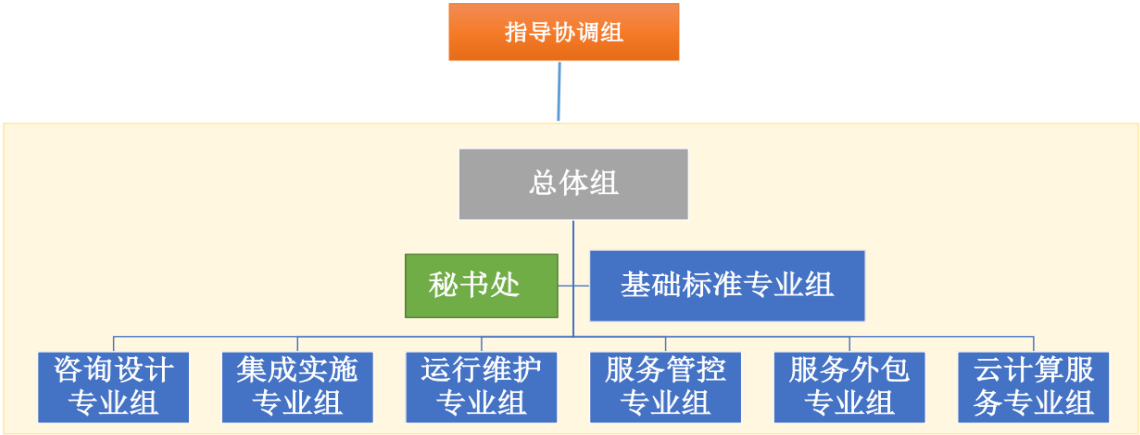 指导协调组
总体组
秘书处
基础标准专业组
咨询设计
专业组
集成实施
专业组
运行维护
专业组
服务管控
专业组
服务外包
专业组
云计算服
务专业组